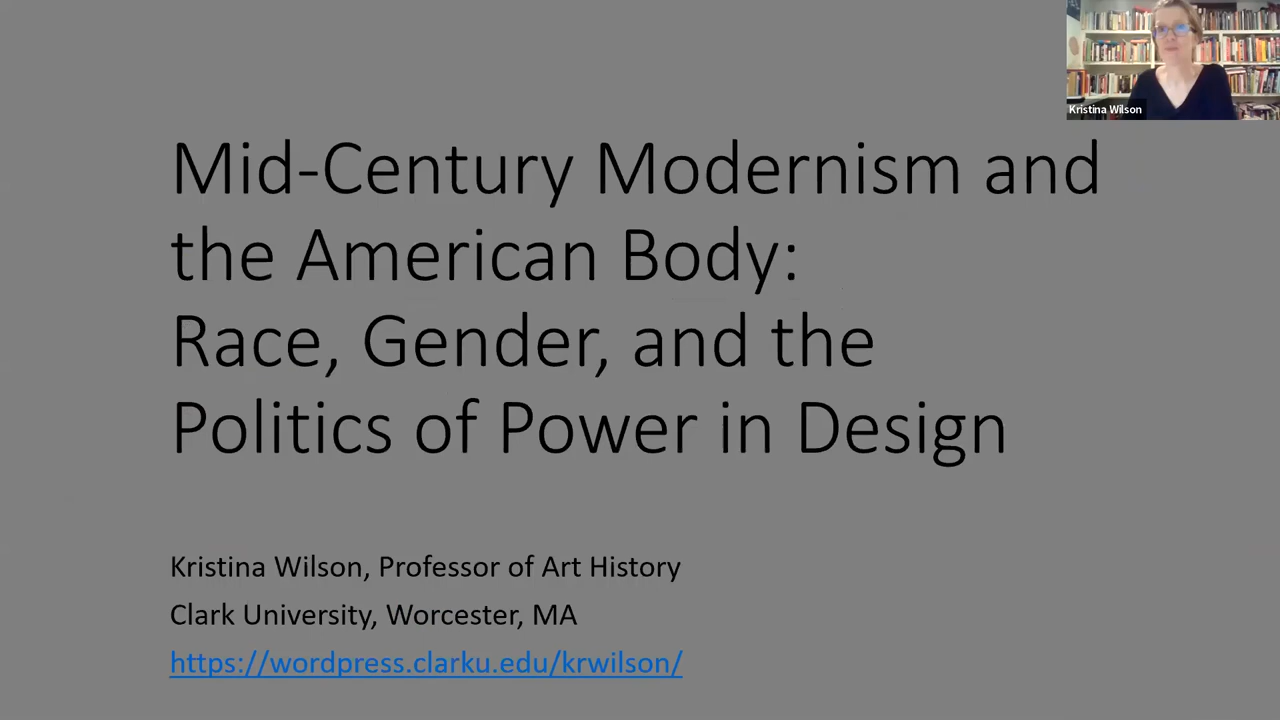 Kristina Wilson
Mid-Century Modernism and
the American Body:
Race, Gender, and the
Politics of Power in Design
Kristina Wilson, Professor of Art History
Clark University, Worcester, MA
https://wordpress.clarku.edu/krwilson/